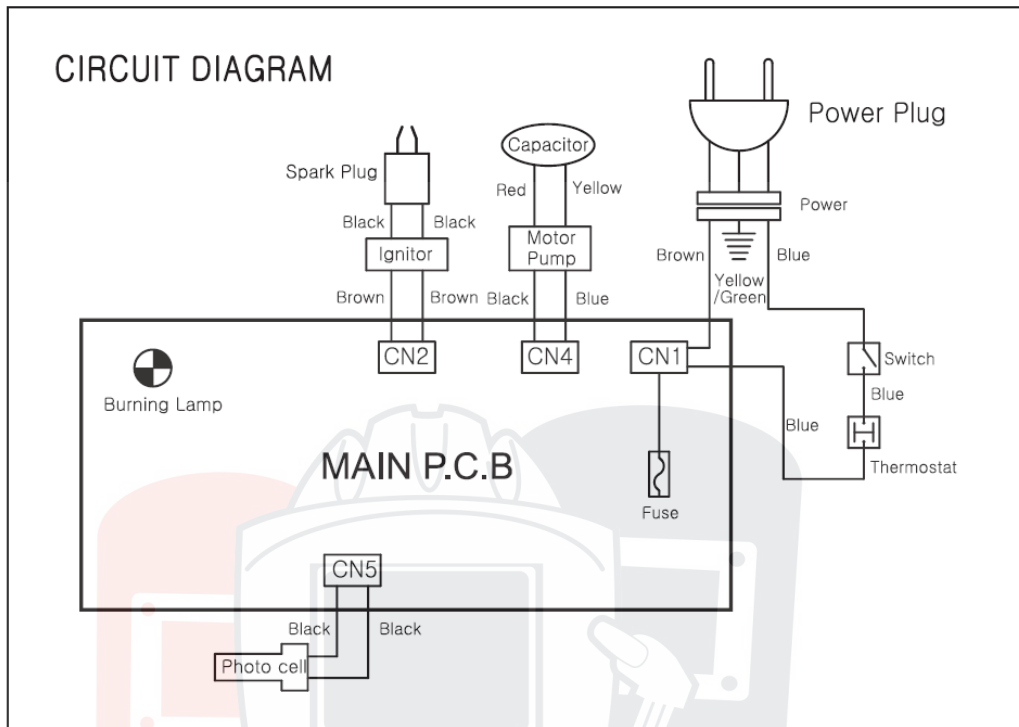 CIRCUIT DIAGRAM
Power Plug
Capacitor
Spark Plug
Red
Yellow
Power
Black
Black
Ignitor
Motor
Pump
Brown
Blue
Yellow
/Green
Brown
Brown
Black
Blue
CN2
CN4
CN1
Switch
Burning Lamp
Blue
Blue
MAIN P.C.B
Thermostat
Fuse
CN5
Black
Black
Photo cell